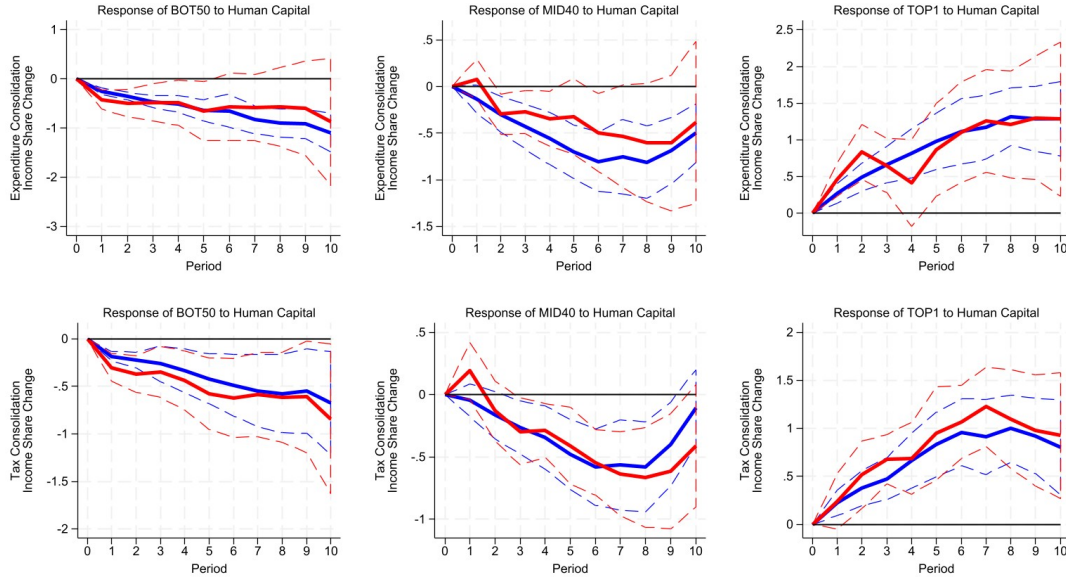 Response of BOT50 to Human Capital
Expenditure Consolidation
Income Share Change
1
0
-1
-2
-3
0 1 2 3 4 5 6 7 8 9 10
Period
Response of MID40 to Human Capital
Expenditure Consolidation
Income Share Change
.5
0
-.5
-1
-1.5
0 1 2 3 4 5 6 7 8 9 10
Period
Response of TOP1 to Human Capital
Expenditure Consolidation
Income Share Change
2.5
2
1.5
1
.5
0
0 1 2 3 4 5 6 7 8 9 10
Period
Response of BOT50 to Human Capital
Tax Consolidation
Income Share Change
0
-.5
-1
-1.5
-2
0 1 2 3 4 5 6 7 8 9 10
Period
Response of MID40 to Human Capital
Tax Consolidation
Income Share Change
.5
0
-.5
-1
0 1 2 3 4 5 6 7 8 9 10
Period
Response of TOP1 to Human Capital
Tax Consolidation
Income Share Change
2
1.5
1
.5
0
0 1 2 3 4 5 6 7 8 9 10
Period